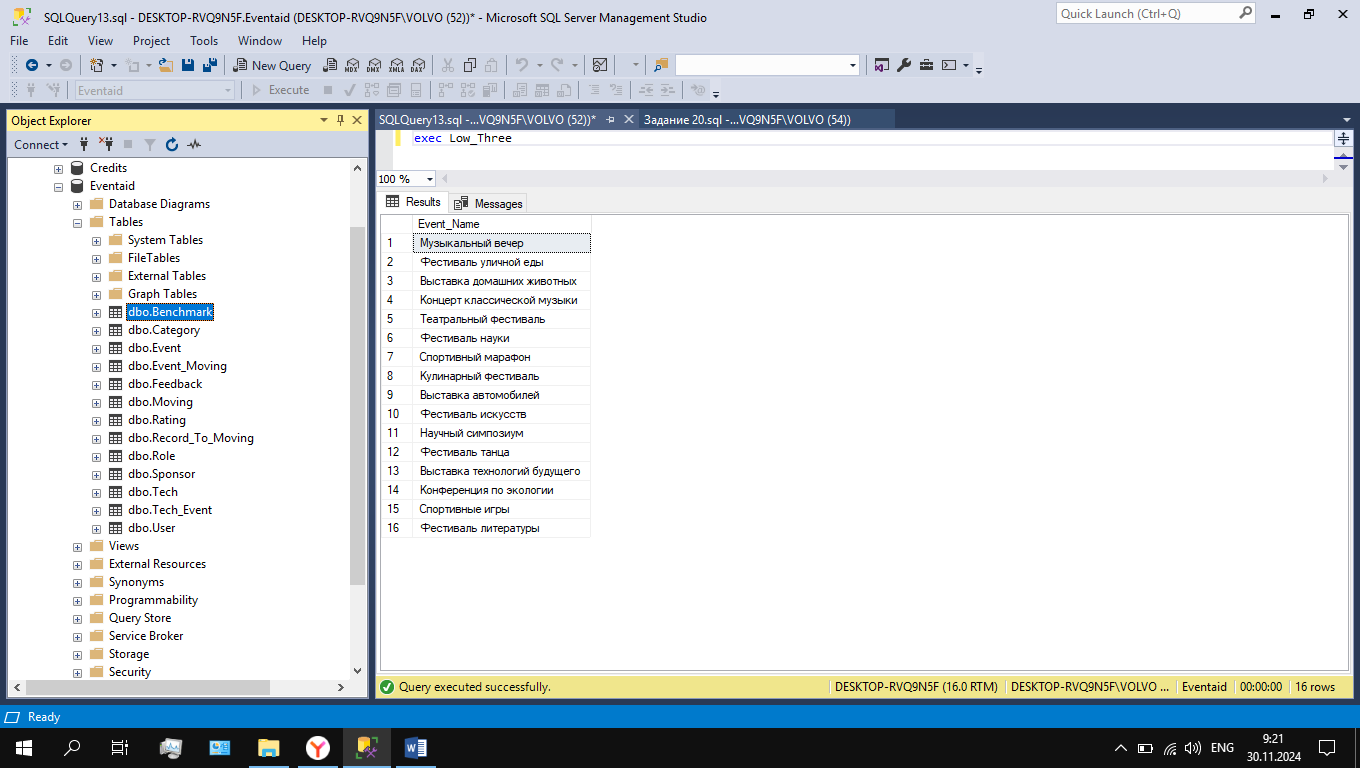 SQLQuery13.sql - DESKTOP-RVQ9N5F.Eventaid (DESKTOP-RVQ9N5F\VOLVO (52))* - Microsoft SQL Server Management Studio
Quick Launch (Ctrl+Q)
File Edit View Project Tools Window Help
New Query
MDX DMX XMLA DAX
Eventaid
Execute
Object Explorer
SQLQuery13.sql -...VQ9N5F\VOLVO (52))*
Задание 20.sql -...VQ9N5F\VOLVO (54))
Connect
exec Low_Three
100 %
Credits
Eventaid
Database Diagrams
Tables
System Tables
FileTables
External Tables
Graph Tables
dbo.Benchmark
dbo.Category
dbo.Event
dbo.Event_Moving
dbo.Feedback
dbo.Moving
dbo.Rating
dbo.Record_To_Moving
dbo.Role
dbo.Sponsor
dbo.Tech
dbo.Tech_Event
dbo.User
Views
External Resources
Synonyms
Programmability
Query Store
Service Broker
Storage
Security
Results Messages
Event_Name
1 Музыкальный вечер
2 Фестиваль уличной еды
3 Выставка домашних животных
4 Концерт классической музыки
5 Театральный фестиваль
6 Фестиваль науки
7 Спортивный марафон
8 Кулинарный фестиваль
9 Выставка автомобилей
10 Фестиваль искусств
11 Научный симпозиум
12 Фестиваль танца
13 Выставка технологий будущего
14 Конференция по экологии
15 Спортивные игры
16 Фестиваль литературы
Query executed successfully.
DESKTOP-RVQ9N5F (16.0 RTM)
DESKTOP-RVQ9N5F\VOLVO ...
Eventaid
00:00:00
16 rows
Ready
ENG
9:21
30.11.2024